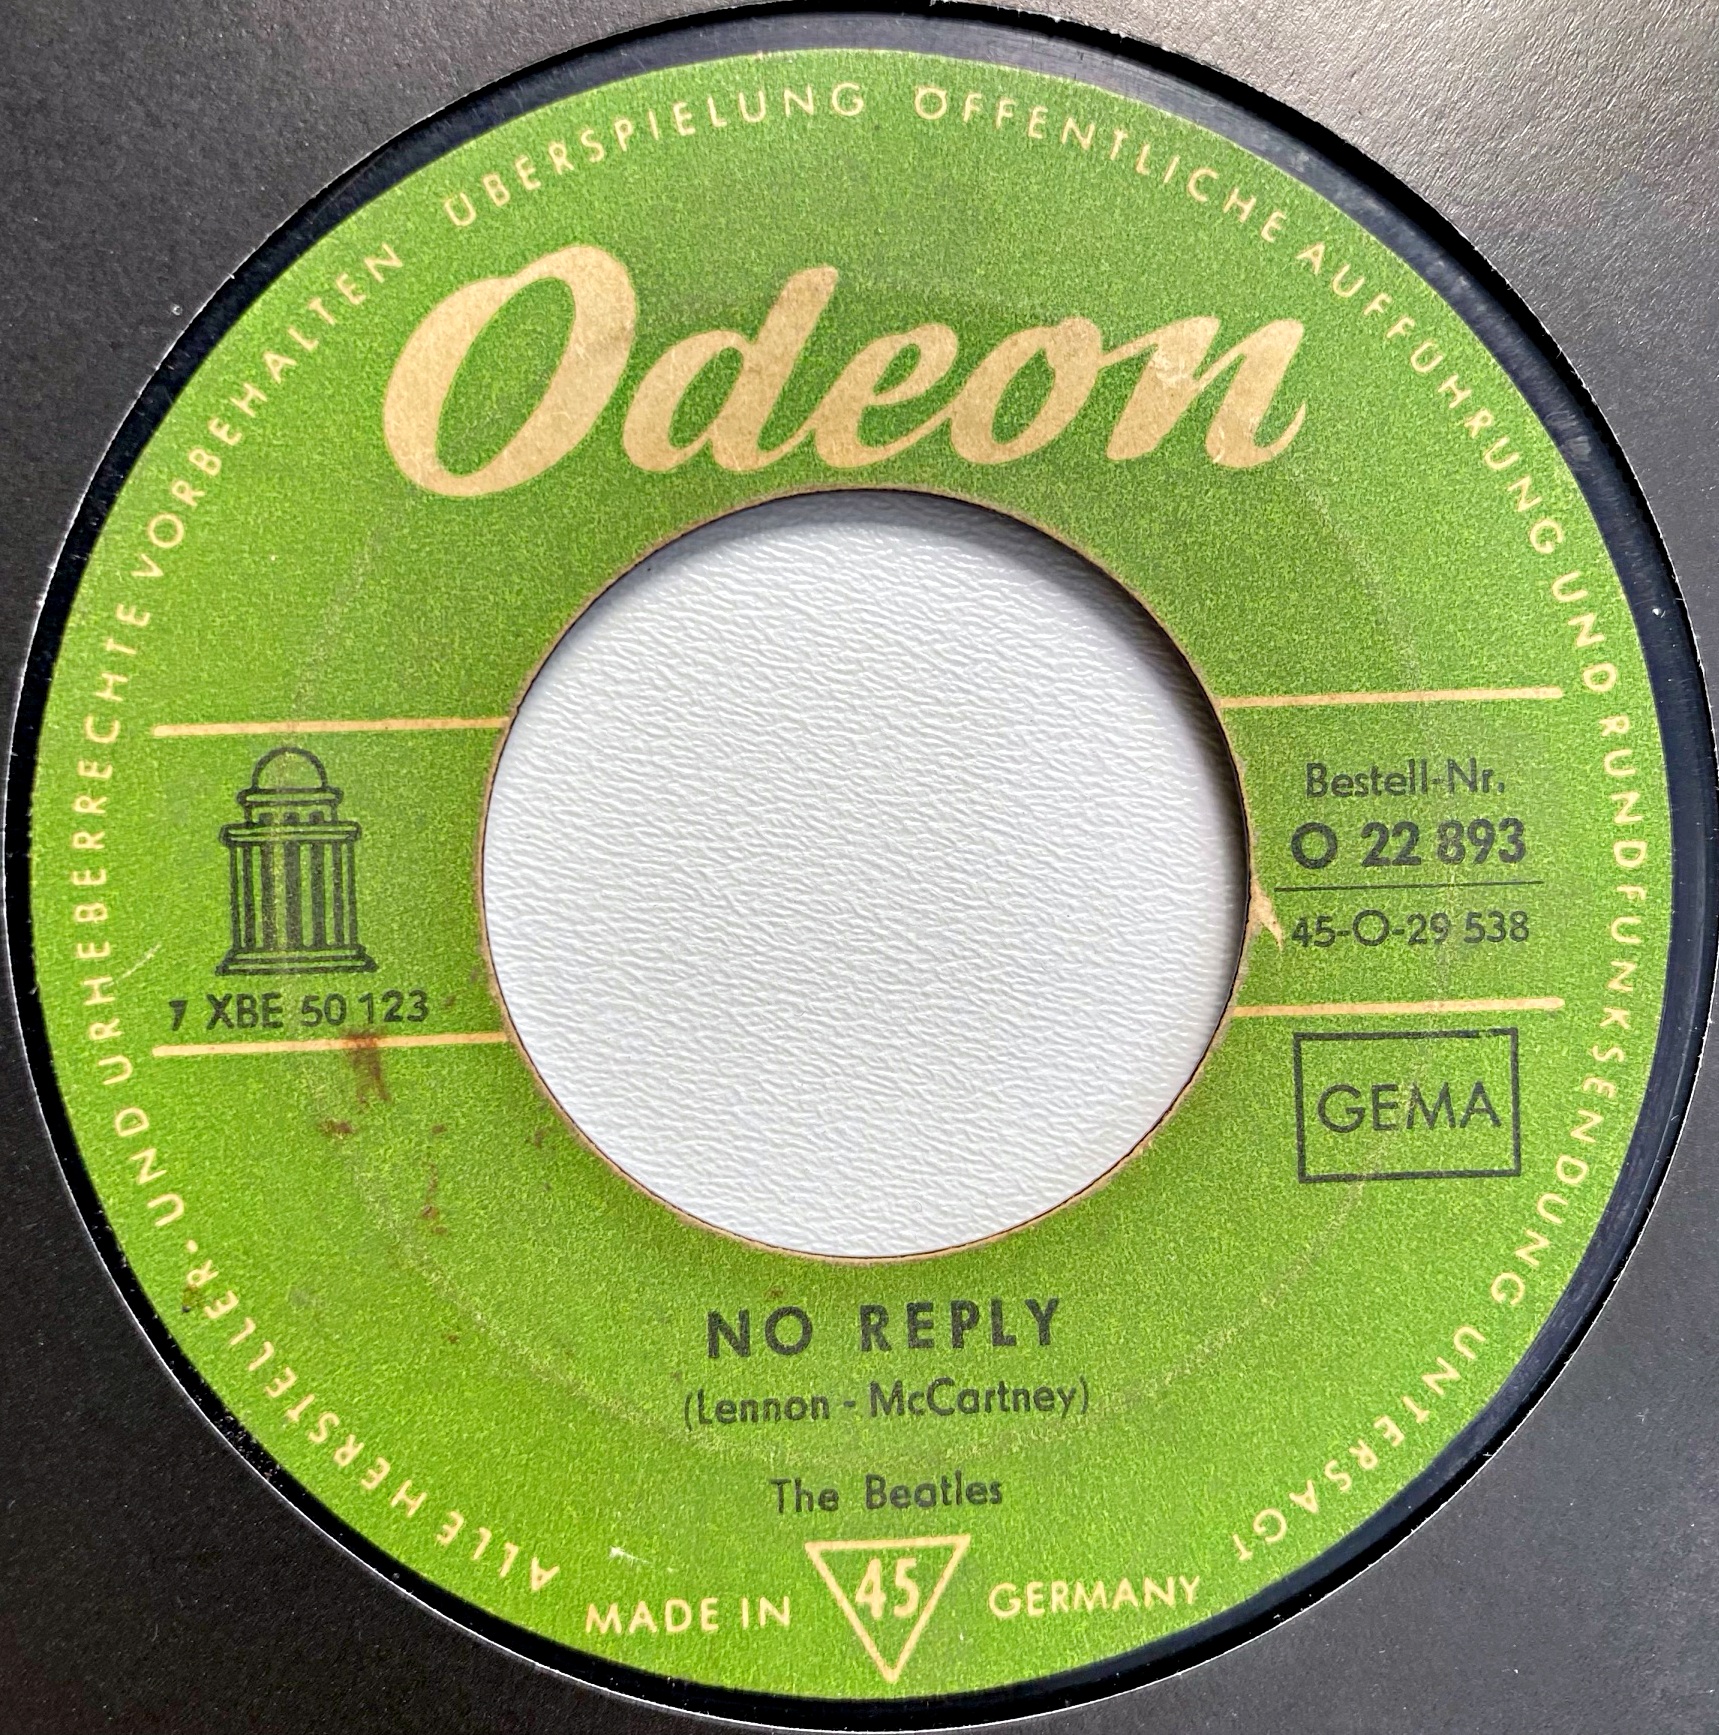 ALLE HERSTELLER- UND URHEBERRECHTE VORBEHALTEN ÜBERSPIELUNG ÖFFENTLICHE AUFFÜHRUNG UND RUNDFUNKSENDUNG UNTERSAGT
Odeon
7 XBE 50 123
Bestell-Nr.
O 22 893
45-O-29 538
GEMA
NO REPLY
(Lennon - McCartney)
The Beatles
MADE IN 45 GERMANY